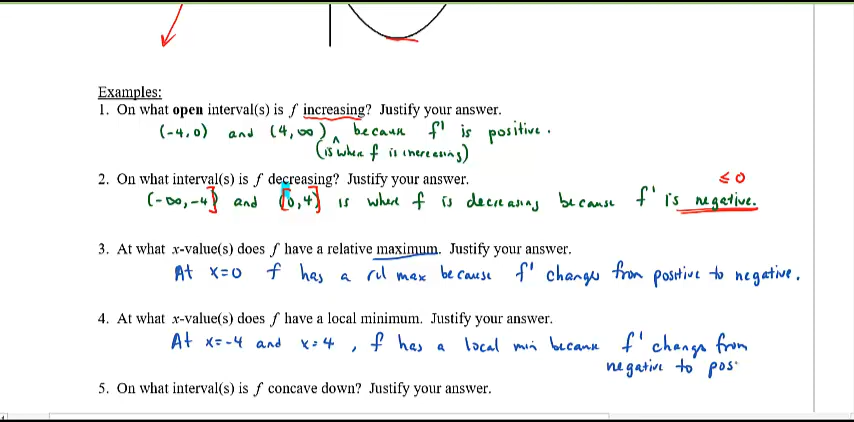 Examples:
1. On what open interval(s) is f increasing? Justify your answer.
(-4,0) and (4,∞) ^ because f' is positive.
(is when f is increasing)
2. On what interval(s) is f decreasing? Justify your answer.
≤ 0
(-∞,-4] and [0,4] is where f is decreasing because f' is negative.
3. At what x-value(s) does f have a relative maximum. Justify your answer.
At x=0 f has a rel max because f' changes from positive to negative.
4. At what x-value(s) does f have a local minimum. Justify your answer.
At x=-4 and x=4, f has a local min because f' changes from
negative to pos
5. On what interval(s) is f concave down? Justify your answer.